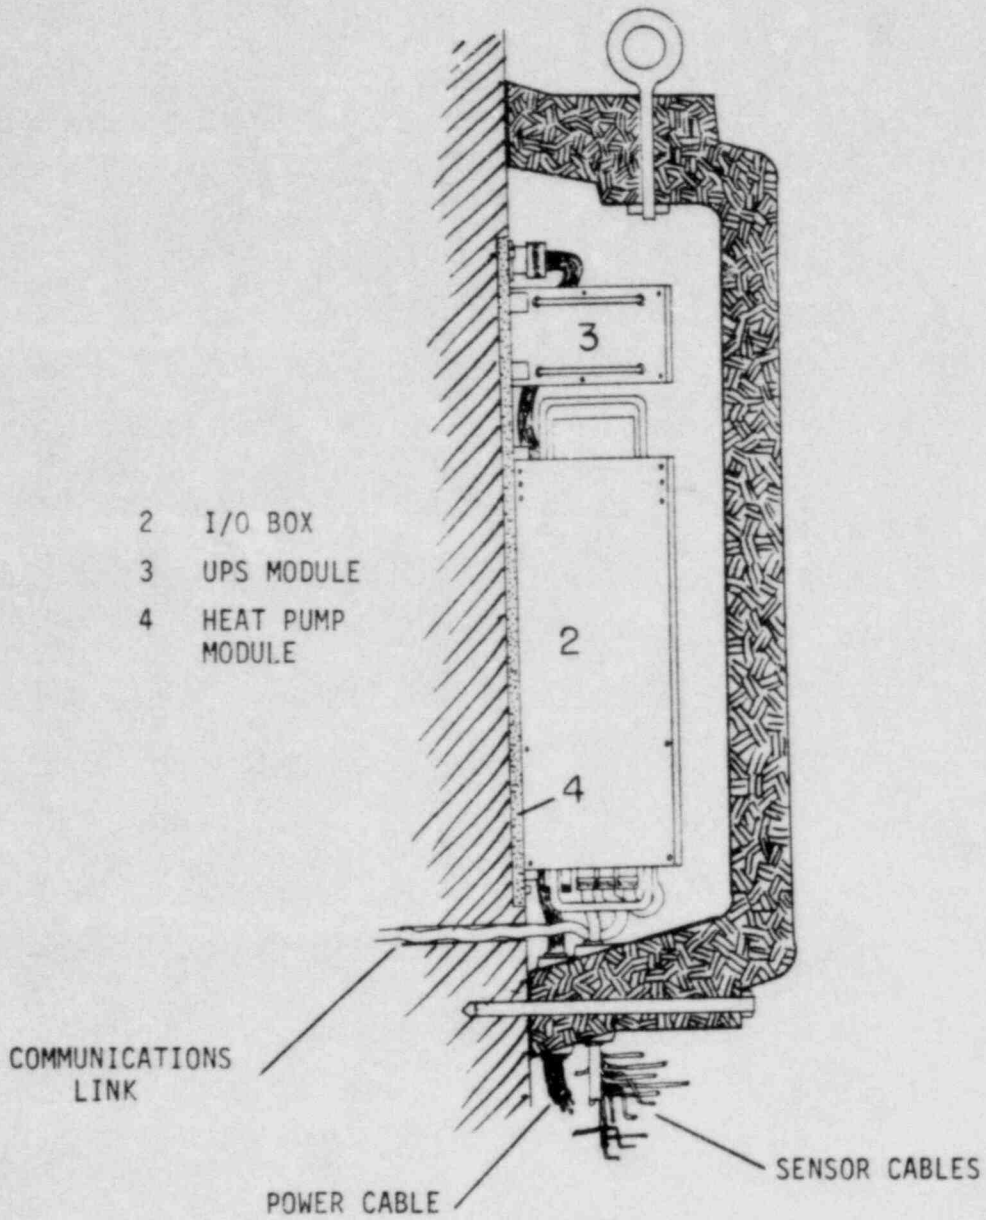 3
2 I/O BOX
3 UPS MODULE
4 HEAT PUMP
MODULE
2
4
COMMUNICATIONS
LINK
POWER CABLE
SENSOR CABLES